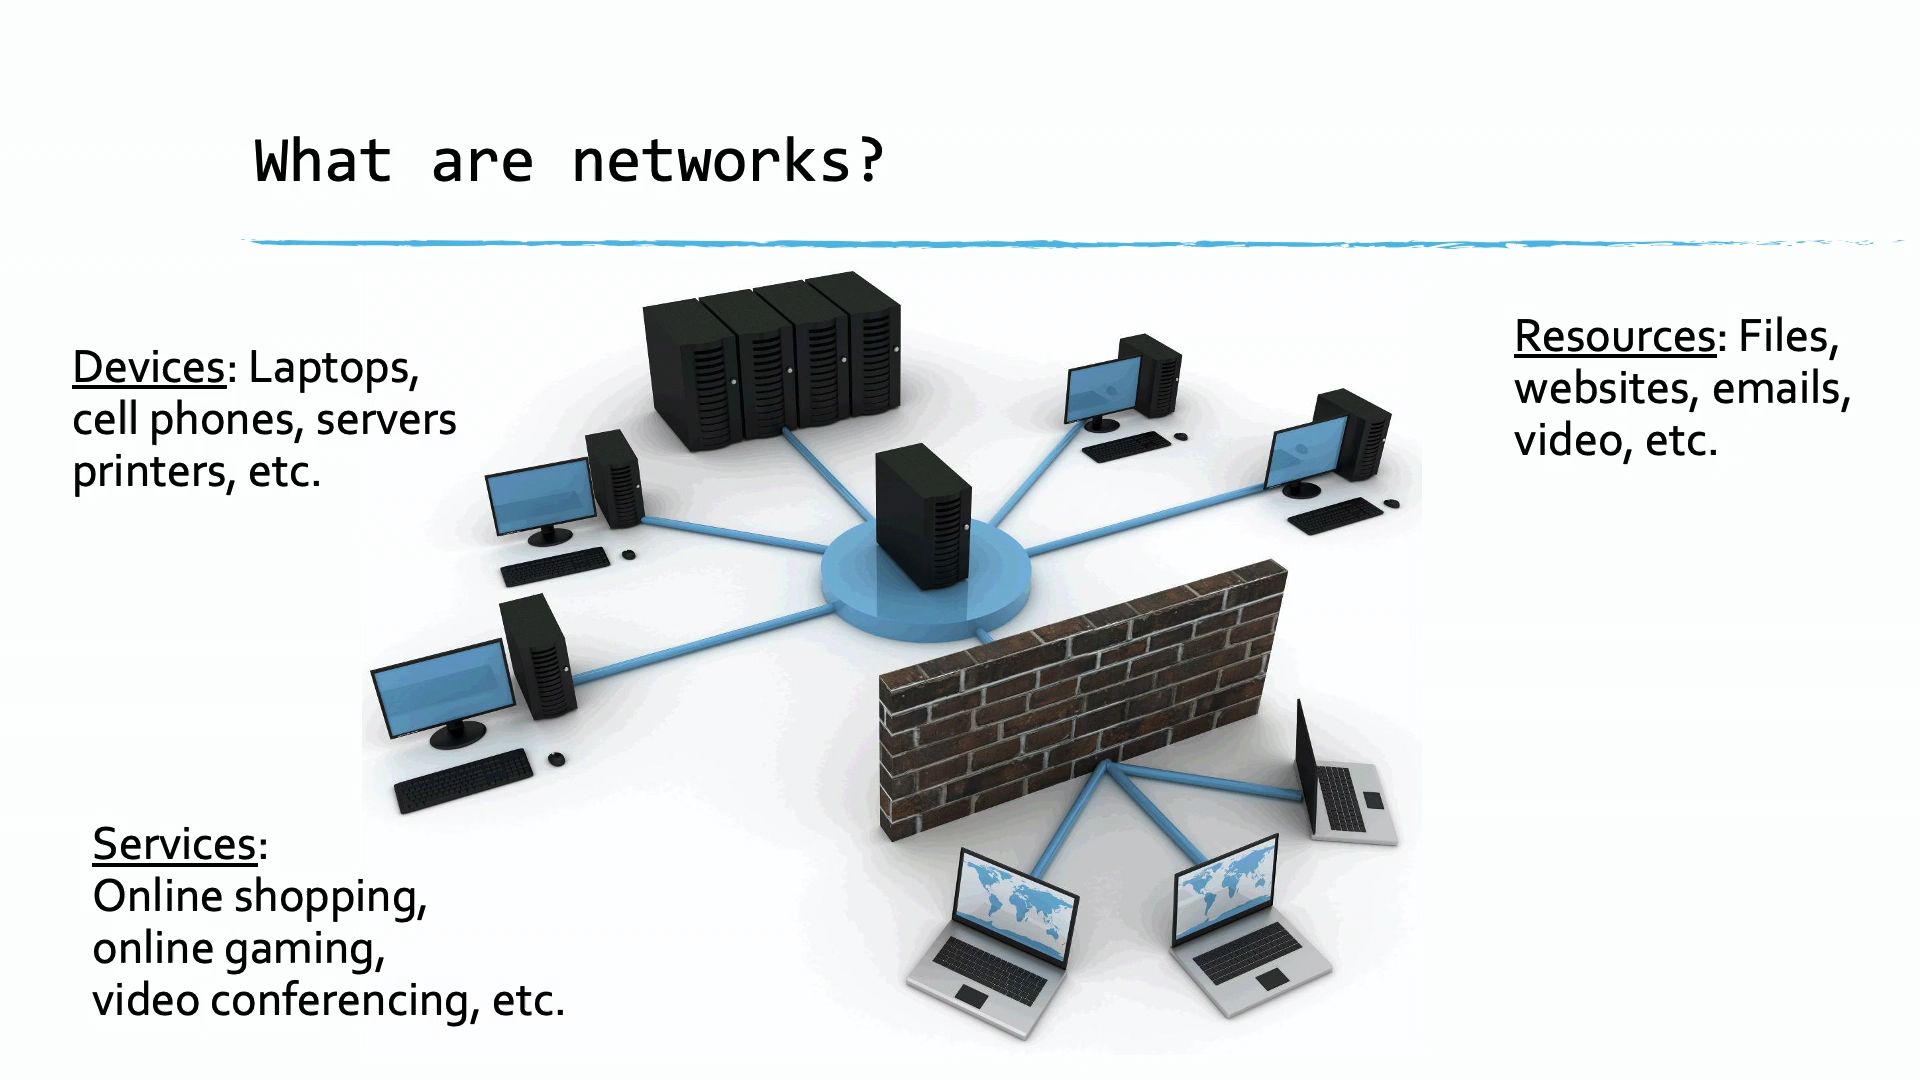 What are networks?
Devices: Laptops,
cell phones, servers
printers, etc.
Resources: Files,
websites, emails,
video, etc.
Services:
Online shopping,
online gaming,
video conferencing, etc.